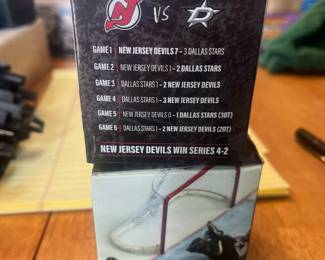 VS
GAME 1 NEW JERSEY DEVILS 7 - 3 DALLAS STARS
GAME 2 NEW JERSEY DEVILS 1 - 2 DALLAS STARS
GAME 3 DALLAS STARS 1 - 2 NEW JERSEY DEVILS
GAME 4 DALLAS STARS 1 - 3 NEW JERSEY DEVILS
GAME 5 NEW JERSEY DEVILS 0 - 1 DALLAS STARS (3OT)
GAME 6 DALLAS STARS 1 - 2 NEW JERSEY DEVILS (2OT)
NEW JERSEY DEVILS WIN SERIES 4-2